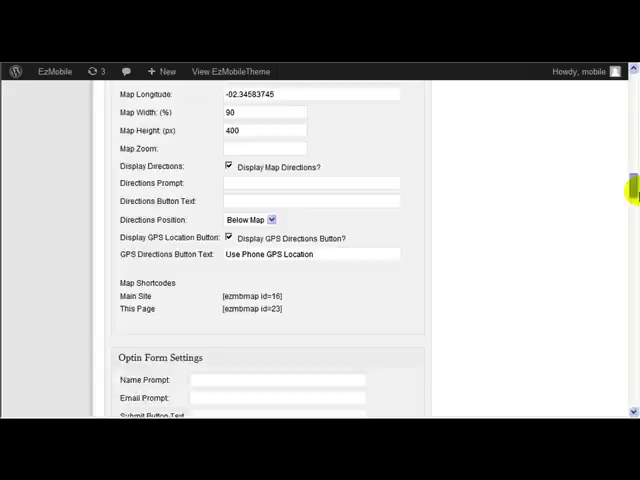 EzMobile 3 + New View EzMobileTheme Howdy, mobile
Map Longitude: -02.34583745
Map Width: (%) 90
Map Height: (px) 400
Map Zoom:
Display Directions: Display Map Directions?
Directions Prompt:
Directions Button Text:
Directions Position: Below Map
Display GPS Location Button: Display GPS Directions Button?
GPS Directions Button Text: Use Phone GPS Location
Map Shortcodes
Main Site [ezmbmap id=16]
This Page [ezmbmap id=23]
Optin Form Settings
Name Prompt:
Email Prompt:
Submit Button Text